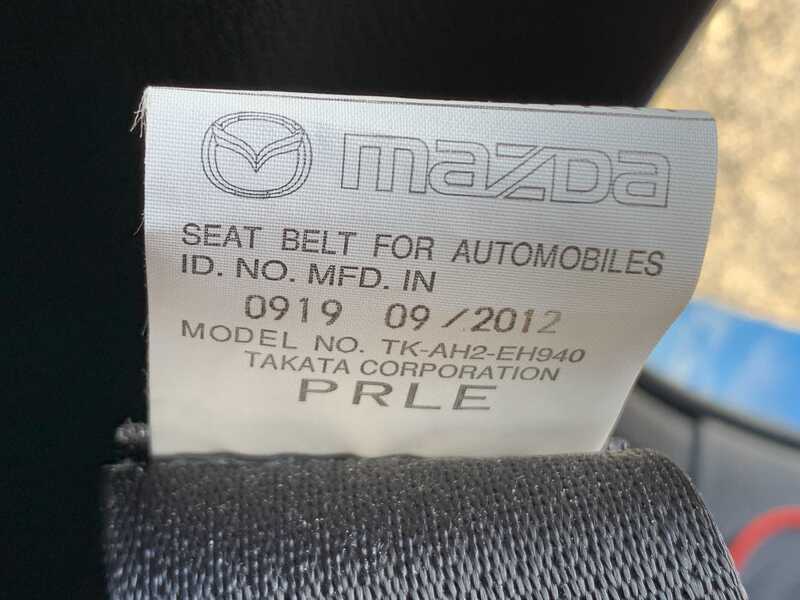 mazda
SEAT BELT FOR AUTOMOBILES
ID. NO. MFD. IN
0919 09/2012
MODEL NO. TK-AH2-EH940
TAKATA CORPORATION
PRLE